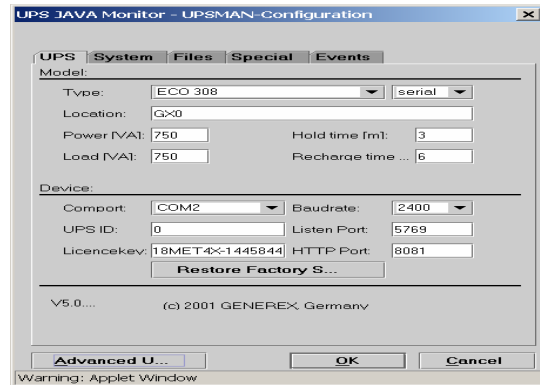 UPS JAVA Monitor - UPSMAN-Configuration
UPS System Files Special Events
Model:
Type: ECO 308 serial
Location: GX0
Power [VA]: 750 Hold time [m]: 3
Load [VA]: 750 Recharge time ... 6
Device:
Comport: COM2 Baudrate: 2400
UPS ID: 0 Listen Port: 5769
Licencekey: 18MET4X-1445844 HTTP Port: 8081
Restore Factory S...
V5.0.... (c) 2001 GENEREX, Germany
Advanced U... OK Cancel
Warning: Applet Window